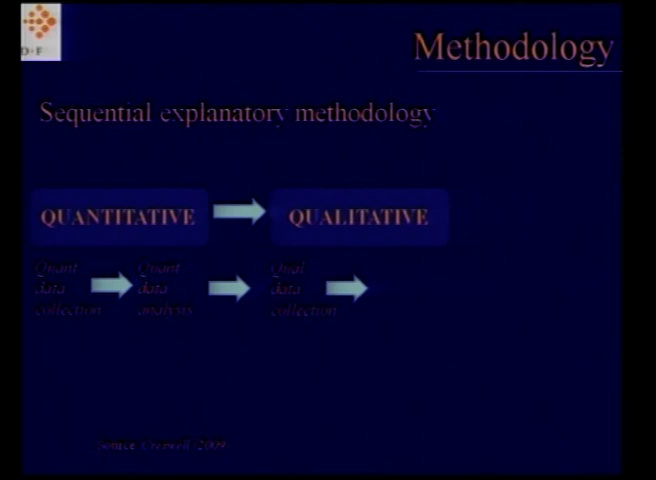 Methodology
Sequential explanatory methodology
QUANTITATIVE
QUALITATIVE
Quant
data
collection
Quant
data
analysis
Qual
data
collection
Source: Creswell (2009)